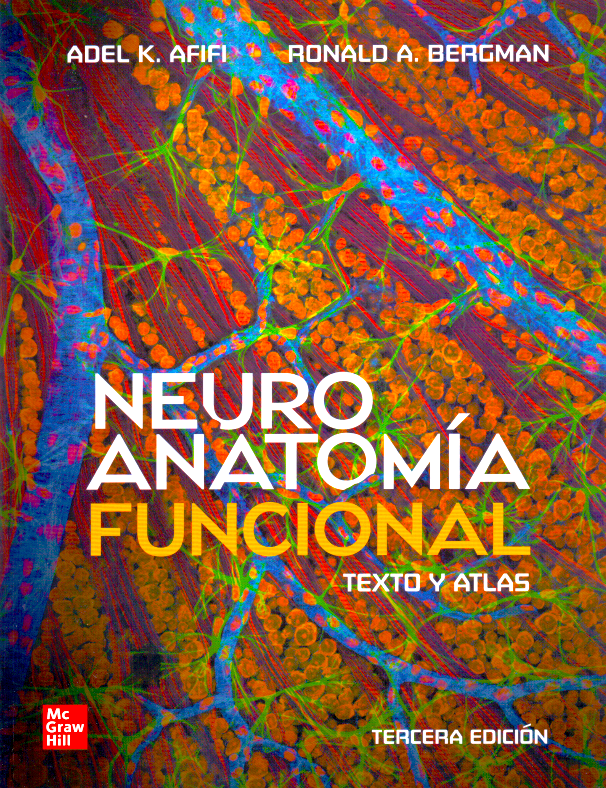 ADEL K. AFIFI RONALD A. BERGMAN
NEURO
ANATOMÍA
FUNCIONAL
TEXTO Y ATLAS
Mc
Graw
Hill
TERCERA EDICIÓN